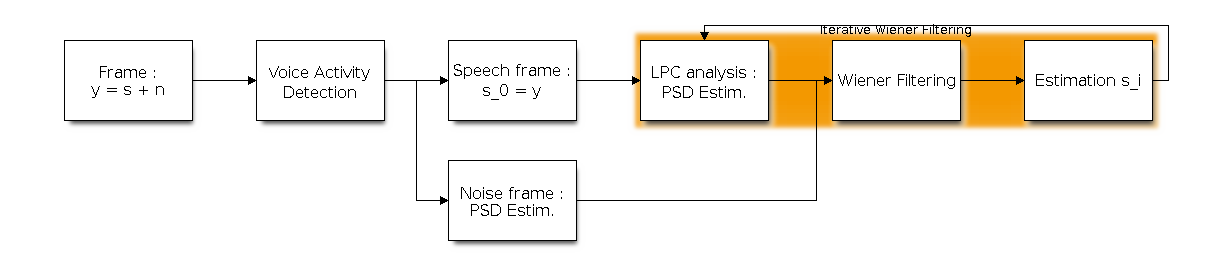 Iterative Wiener Filtering
Frame :
y = s + n
Voice Activity
Detection
Speech frame :
s_0 = y
LPC analysis :
PSD Estim.
Wiener Filtering
Estimation s_i
Noise frame :
PSD Estim.